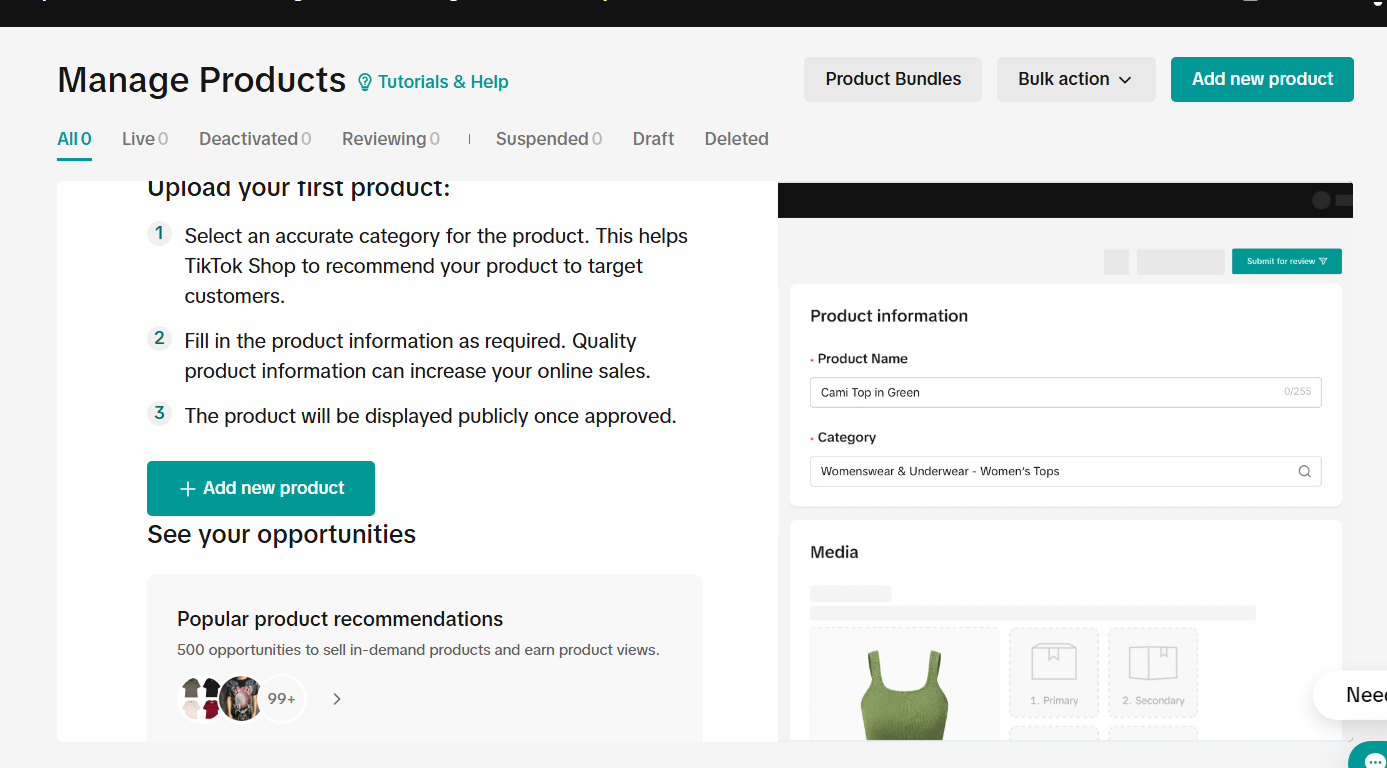 Manage Products
Tutorials & Help
Product Bundles
Bulk action
Add new product
All 0
Live 0
Deactivated 0
Reviewing 0
Suspended 0
Draft
Deleted
Upload your first product:
1
Select an accurate category for the product. This helps
TikTok Shop to recommend your product to target
customers.
2
Fill in the product information as required. Quality
product information can increase your online sales.
3
The product will be displayed publicly once approved.
+ Add new product
See your opportunities
Popular product recommendations
500 opportunities to sell in-demand products and earn product views.
99+
Submit for review
Product information
Product Name
Cami Top in Green
0/255
Category
Womenswear & Underwear - Women's Tops
Media
1. Primary
2. Secondary